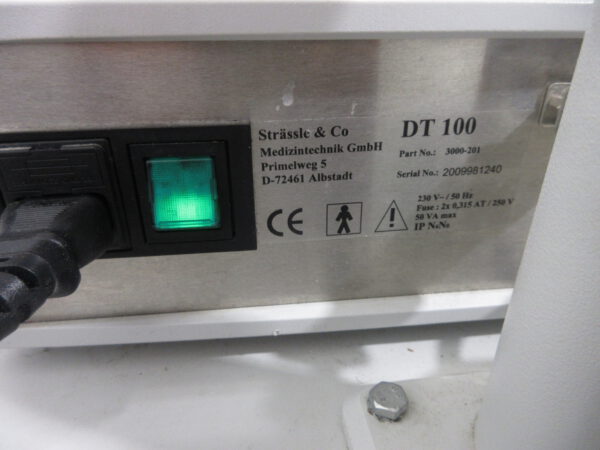 Strässle & Co
Medizintechnik GmbH
Primelweg 5
D-72461 Albstadt
DT 100
Part No.: 3000-201
Serial No.: 2009981240
CE
230 V~ / 50 Hz
Fuse : 2x 0,315 AT / 250 V
50 VA max
IP NₒNₒ